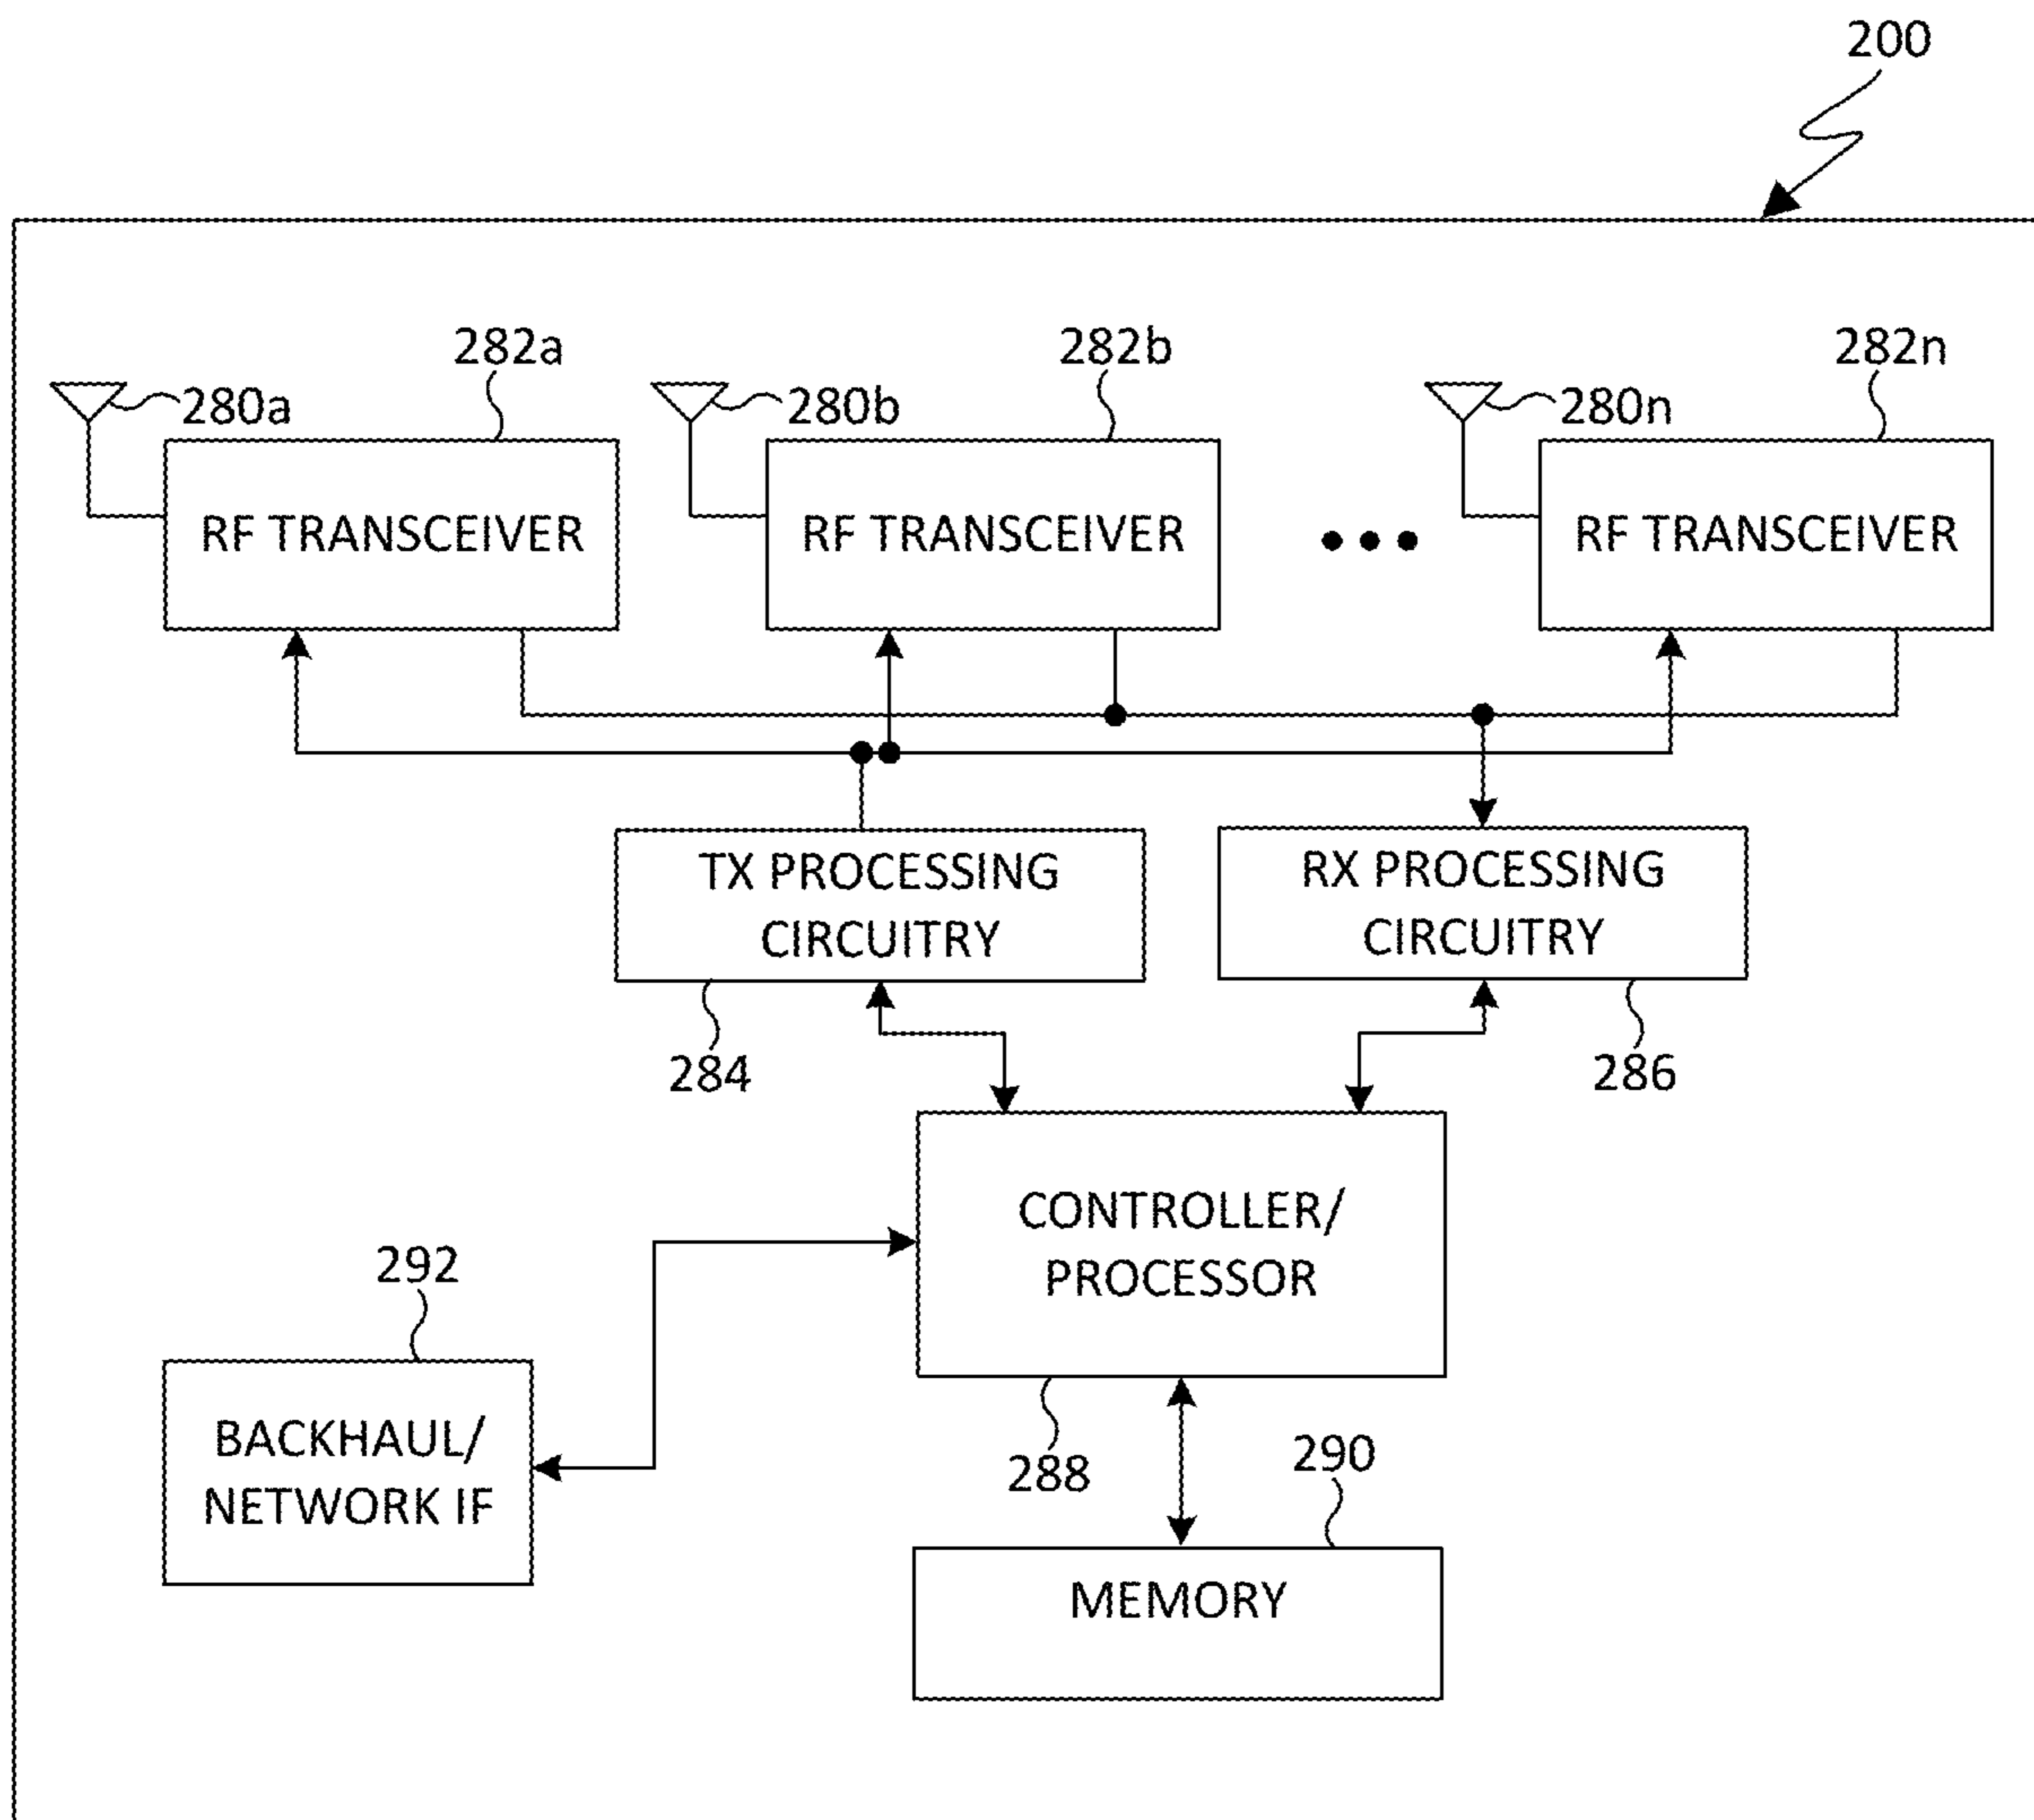 200
282a
282b
282n
280a
280b
280n
RF TRANSCEIVER
RF TRANSCEIVER
RF TRANSCEIVER
TX PROCESSING
CIRCUITRY
RX PROCESSING
CIRCUITRY
284
286
CONTROLLER/
PROCESSOR
292
BACKHAUL/
NETWORK IF
288
290
MEMORY